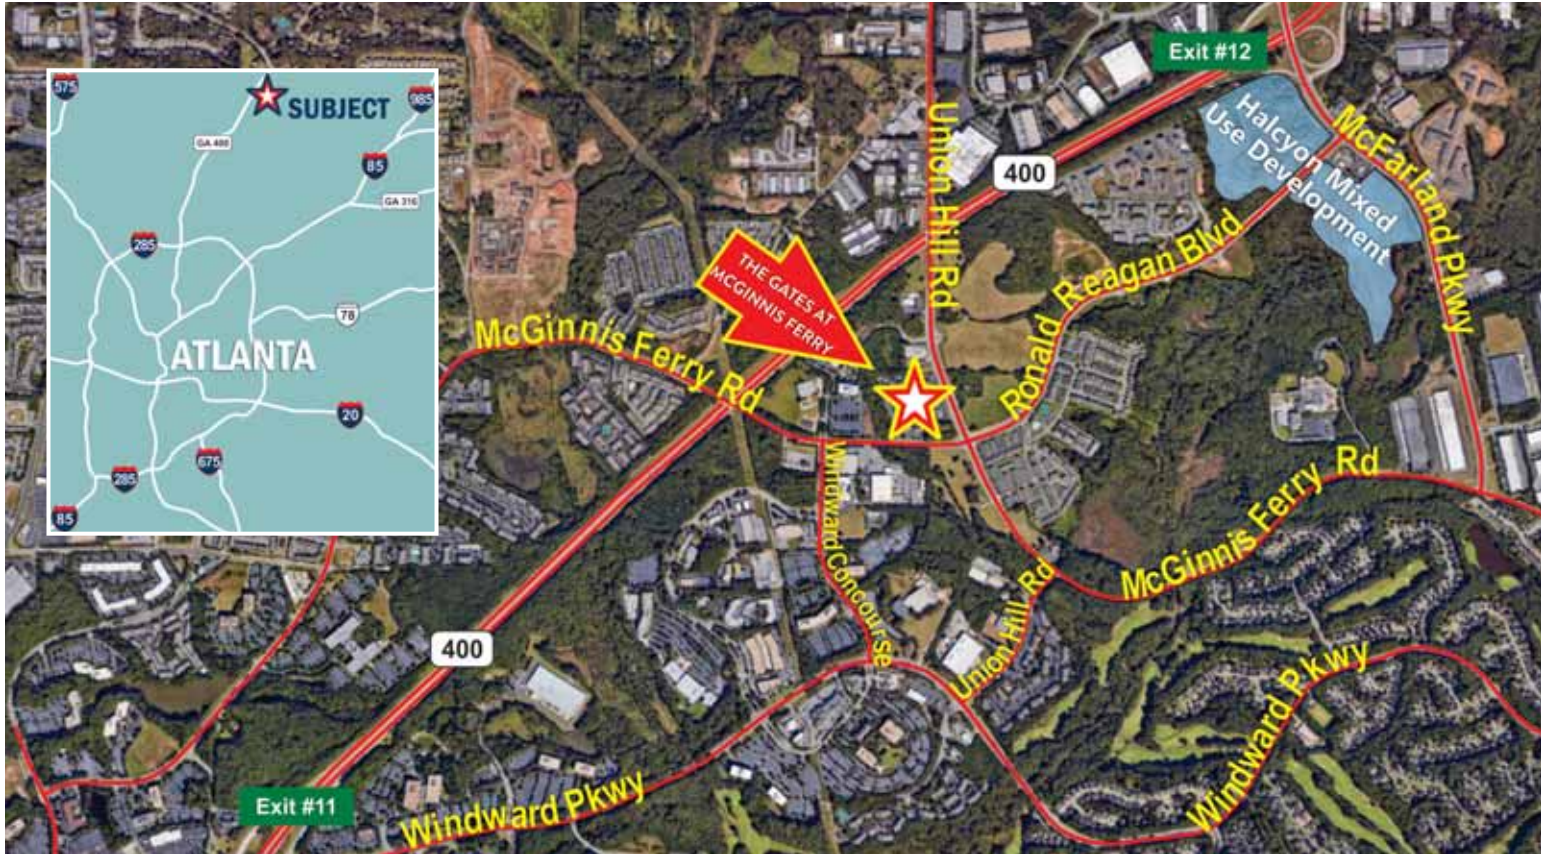 Exit #12
575
SUBJECT
985
GA 400
85
GA 316
285
78
ATLANTA
20
675
285
85
Union Hill Rd
400
Halcyon Mixed
Use Development
McFarland Pkwy
THE GATES AT
MCGINNIS FERRY
McGinnis Ferry Rd
Ronald Reagan Blvd
Windward Concourse
McGinnis Ferry Rd
Union Hill Rd
400
Windward Pkwy
Exit #11
Windward Pkwy